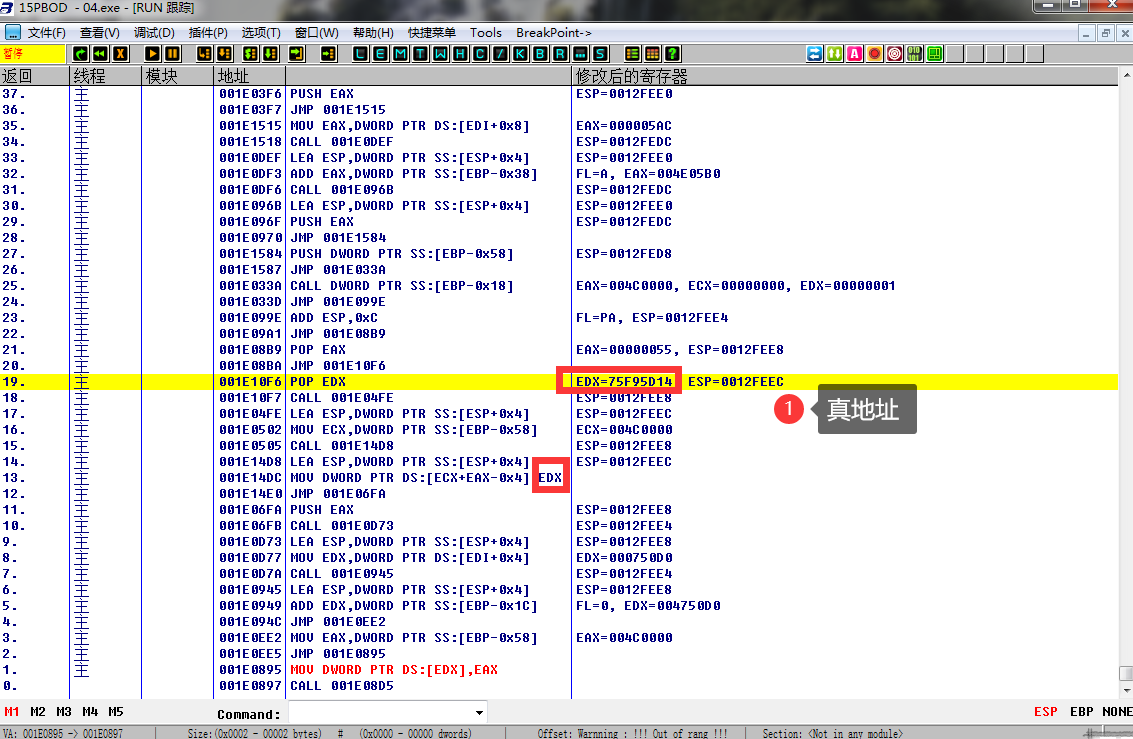 15PBOD - 04.exe - [RUN 跟踪]
文件(F) 查看(V) 调试(D) 插件(P) 选项(T) 窗口(W) 帮助(H) 快捷菜单 Tools BreakPoint->
暂停 L E M T W H C / K B R ... S ? A
返回 线程 模块 地址 修改后的寄存器
37. 主 001E03F6 PUSH EAX ESP=0012FEE0
36. 主 001E03F7 JMP 001E1515
35. 主 001E1515 MOV EAX,DWORD PTR DS:[EDI+0x8] EAX=000005AC
34. 主 001E1518 CALL 001E0DEF ESP=0012FEDC
33. 主 001E0DEF LEA ESP,DWORD PTR SS:[ESP+0x4] ESP=0012FEE0
32. 主 001E0DF3 ADD EAX,DWORD PTR SS:[EBP-0x38] FL=A, EAX=004E05B0
31. 主 001E0DF6 CALL 001E096B ESP=0012FEDC
30. 主 001E096B LEA ESP,DWORD PTR SS:[ESP+0x4] ESP=0012FEE0
29. 主 001E096F PUSH EAX ESP=0012FEDC
28. 主 001E0970 JMP 001E1584
27. 主 001E1584 PUSH DWORD PTR SS:[EBP-0x58] ESP=0012FED8
26. 主 001E1587 JMP 001E033A
25. 主 001E033A CALL DWORD PTR SS:[EBP-0x18] EAX=004C0000, ECX=00000000, EDX=00000001
24. 主 001E033D JMP 001E099E
23. 主 001E099E ADD ESP,0xC FL=PA, ESP=0012FEE4
22. 主 001E09A1 JMP 001E08B9
21. 主 001E08B9 POP EAX EAX=00000055, ESP=0012FEE8
20. 主 001E08BA JMP 001E10F6
19. 主 001E10F6 POP EDX EDX=75F95D14 ESP=0012FEEC
18. 主 001E10F7 CALL 001E04FE ESP=0012FEE8
1 真地址
17. 主 001E04FE LEA ESP,DWORD PTR SS:[ESP+0x4] ESP=0012FEEC
16. 主 001E0502 MOV ECX,DWORD PTR SS:[EBP-0x58] ECX=004C0000
15. 主 001E0505 CALL 001E14D8 ESP=0012FEE8
14. 主 001E14D8 LEA ESP,DWORD PTR SS:[ESP+0x4] ESP=0012FEEC
13. 主 001E14DC MOV DWORD PTR DS:[ECX+EAX-0x4] EDX
12. 主 001E14E0 JMP 001E06FA
11. 主 001E06FA PUSH EAX ESP=0012FEE8
10. 主 001E06FB CALL 001E0D73 ESP=0012FEE4
9. 主 001E0D73 LEA ESP,DWORD PTR SS:[ESP+0x4] ESP=0012FEE8
8. 主 001E0D77 MOV EDX,DWORD PTR DS:[EDI+0x4] EDX=000750D0
7. 主 001E0D7A CALL 001E0945 ESP=0012FEE4
6. 主 001E0945 LEA ESP,DWORD PTR SS:[ESP+0x4] ESP=0012FEE8
5. 主 001E0949 ADD EDX,DWORD PTR SS:[EBP-0x1C] FL=0, EDX=004750D0
4. 主 001E094C JMP 001E0EE2
3. 主 001E0EE2 MOV EAX,DWORD PTR SS:[EBP-0x58] EAX=004C0000
2. 主 001E0EE5 JMP 001E0895
1. 主 001E0895 MOV DWORD PTR DS:[EDX],EAX
0. 001E0897 CALL 001E08D5
M1 M2 M3 M4 M5 Command: ESP EBP NONE
VA: 001E0895 -> 001E0897 Size:(0x0002 - 00002 bytes) # (0x0000 - 00000 dwords) Offset: Warnning : !!! Out of rang !!! Section: <Not in any module>